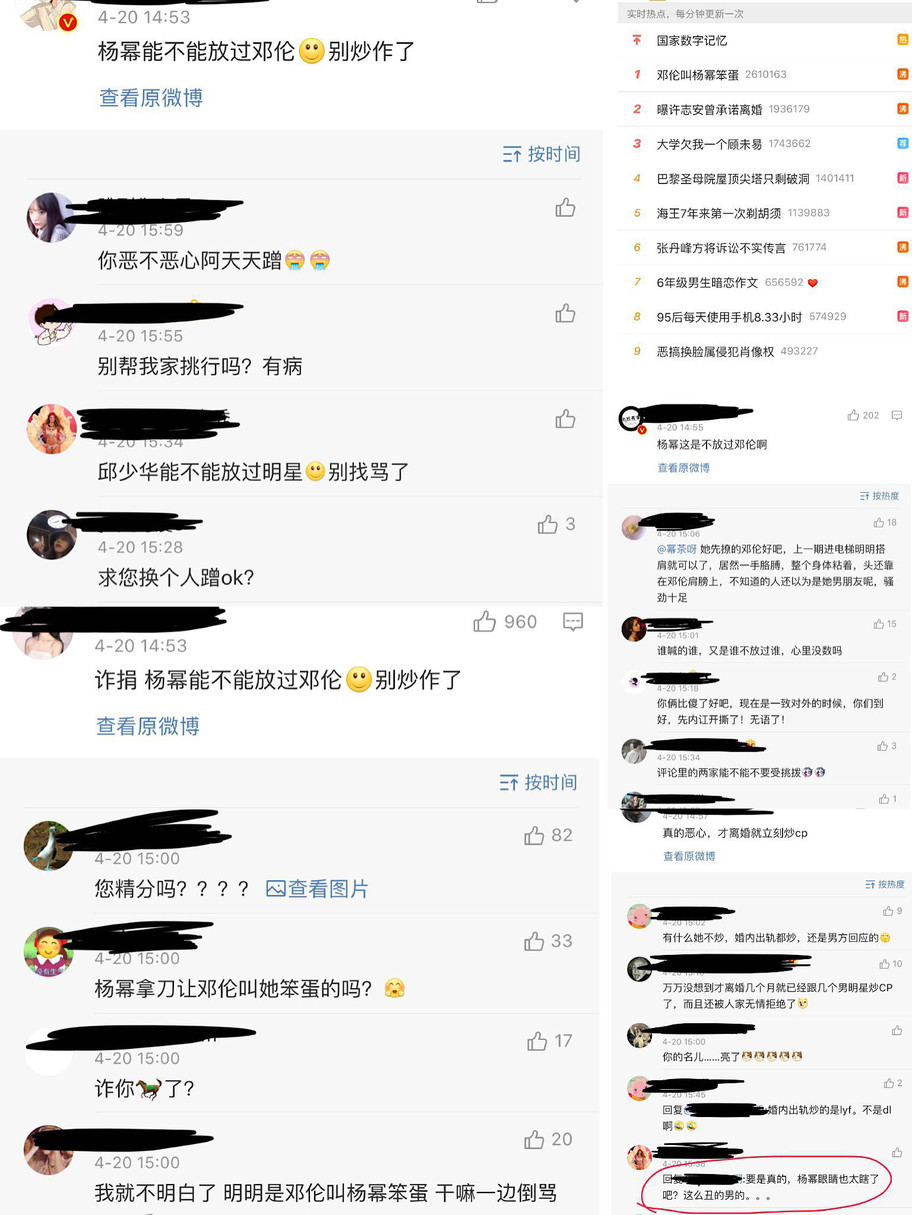 4-20 14:53
杨幂能不能放过邓伦🙂别炒作了
查看原微博
按时间
4-20 15:59
你恶不恶心阿天天蹭😭😭
4-20 15:55
别帮我家挑行吗？有病
4-20 15:34
邱少华能不能放过明星🙂别找骂了
4-20 15:28
3
求您换个人蹭ok?
4-20 14:53
960
诈捐 杨幂能不能放过邓伦🙂别炒作了
查看原微博
按时间
4-20 15:00
82
您精分吗？？？？ 查看图片
4-20 15:00
33
杨幂拿刀让邓伦叫她笨蛋的吗？🤗
4-20 15:00
17
诈你🐎了？
4-20 15:00
20
我就不明白了 明明是邓伦叫杨幂笨蛋 干嘛一边倒骂
实时热点，每分钟更新一次
国家数字记忆 热
1 邓伦叫杨幂笨蛋 2610163 沸
2 曝许志安曾承诺离婚 1936179 沸
3 大学欠我一个顾未易 1743662 荐
4 巴黎圣母院屋顶尖塔只剩破洞 1401411 新
5 海王7年来第一次剃胡须 1139883 新
6 张丹峰方将诉讼不实传言 761774 沸
7 6年级男生暗恋作文 656592 ❤ 沸
8 95后每天使用手机8.33小时 574929 新
9 恶搞换脸属侵犯肖像权 493227
202
4-20 14:55
杨幂这是不放过邓伦啊
查看原微博
按热度
18
4-20 15:06
@幂茶呀 她先撩的邓伦好吧，上一期进电梯明明搭
肩就可以了，居然一手胳膊，整个身体粘着，头还靠
在邓伦肩膀上，不知道的人还以为是她男朋友呢，骚
劲十足
15
4-20 15:01
谁喊的谁，又是谁不放过谁，心里没数吗
2
4-20 15:18
你俩比傻了好吧，现在是一致对外的时候，你们到
好，先内讧开撕了！无语了！
3
4-20 15:34
评论里的两家能不能不要受挑拨
1
4-20 14:57
真的恶心，才离婚就立刻炒cp
查看原微博
按热度
9
4-20 15:02
有什么她不炒，婚内出轨都炒，还是男方回应的
10
万万没想到才离婚几个月就已经跟几个男明星炒CP
了，而且还被人家无情拒绝了
4-20 15:00
你的名儿……亮了
2
4-20 15:45
回复 婚内出轨炒的是lyf。不是dl
啊
回复 :要是真的，杨幂眼睛也太瞎了
吧？这么丑的男的。。。